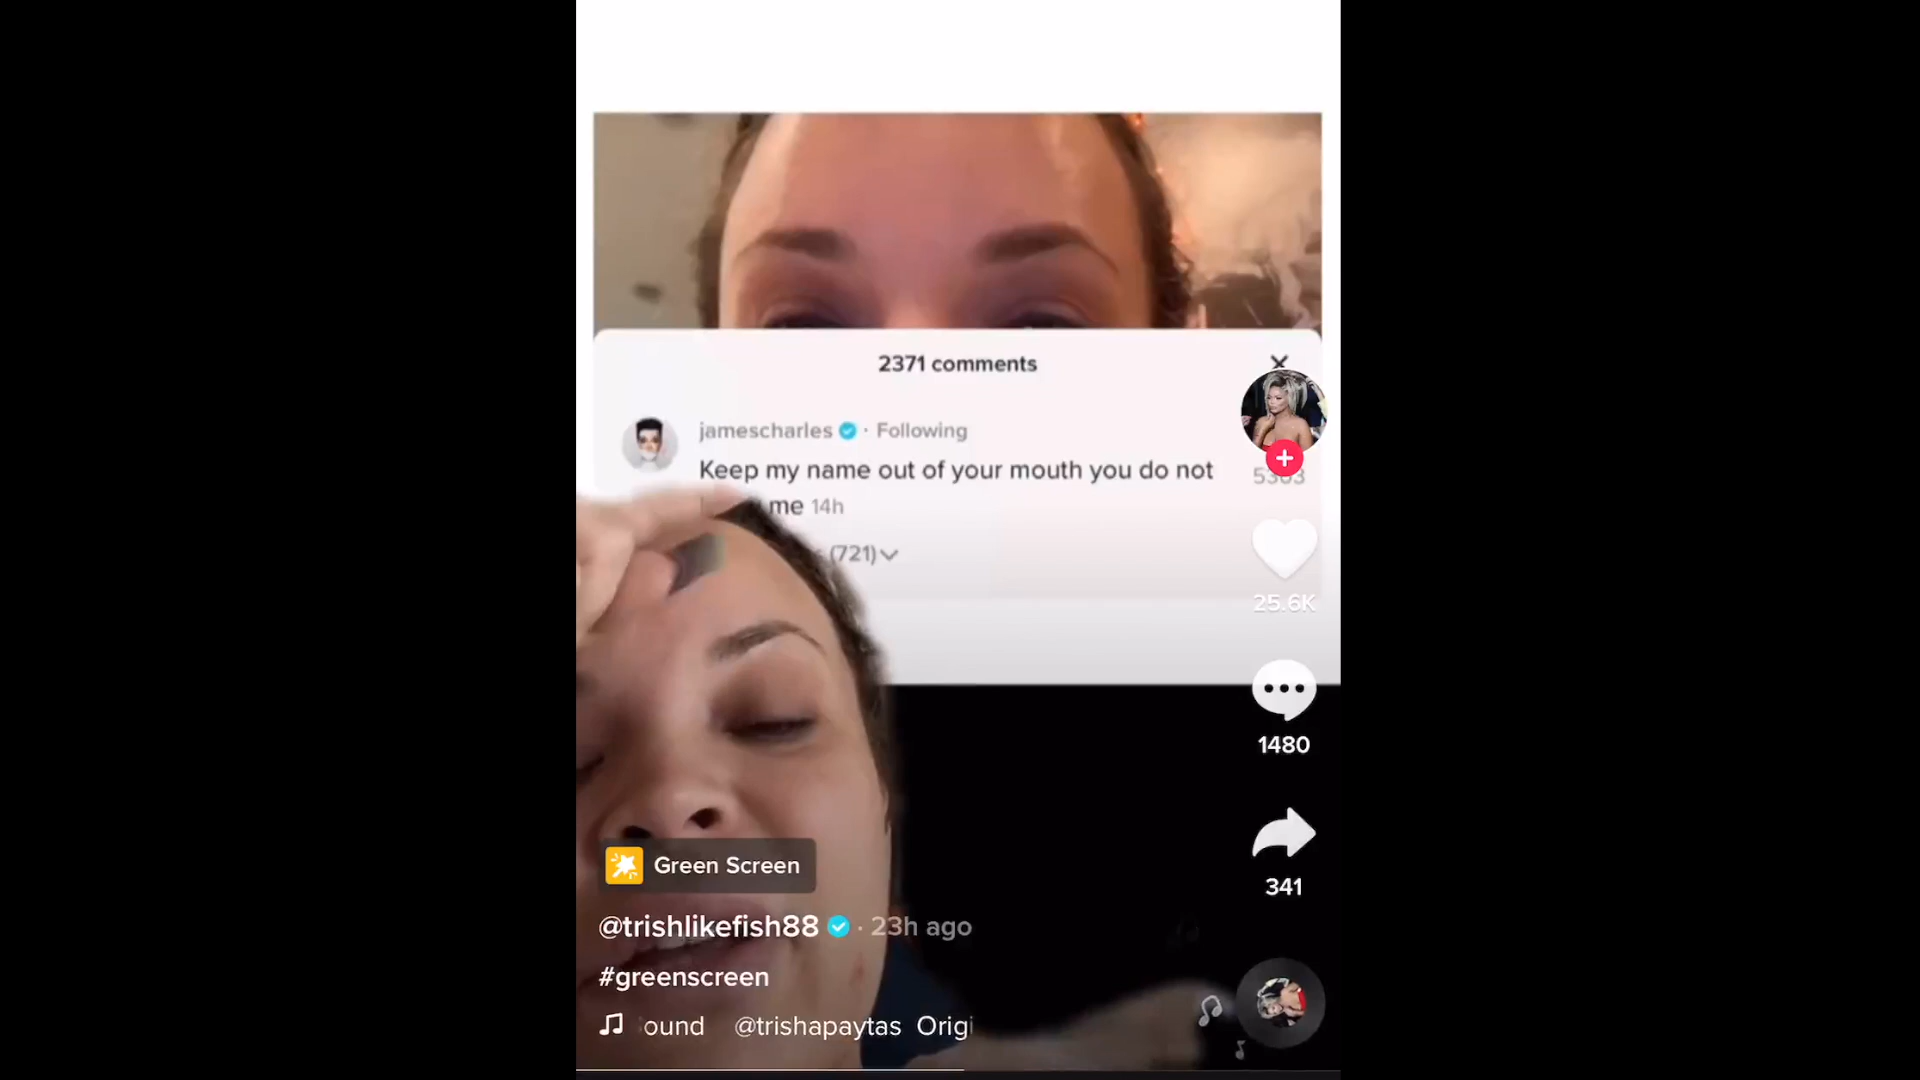 2371 comments
jamescharles · Following
Keep my name out of your mouth you do not
me 14h
5303
(721)
25.6K
1480
341
Green Screen
@trishlikefish88 · 23h ago
#greenscreen
ound @trishapaytas Origi